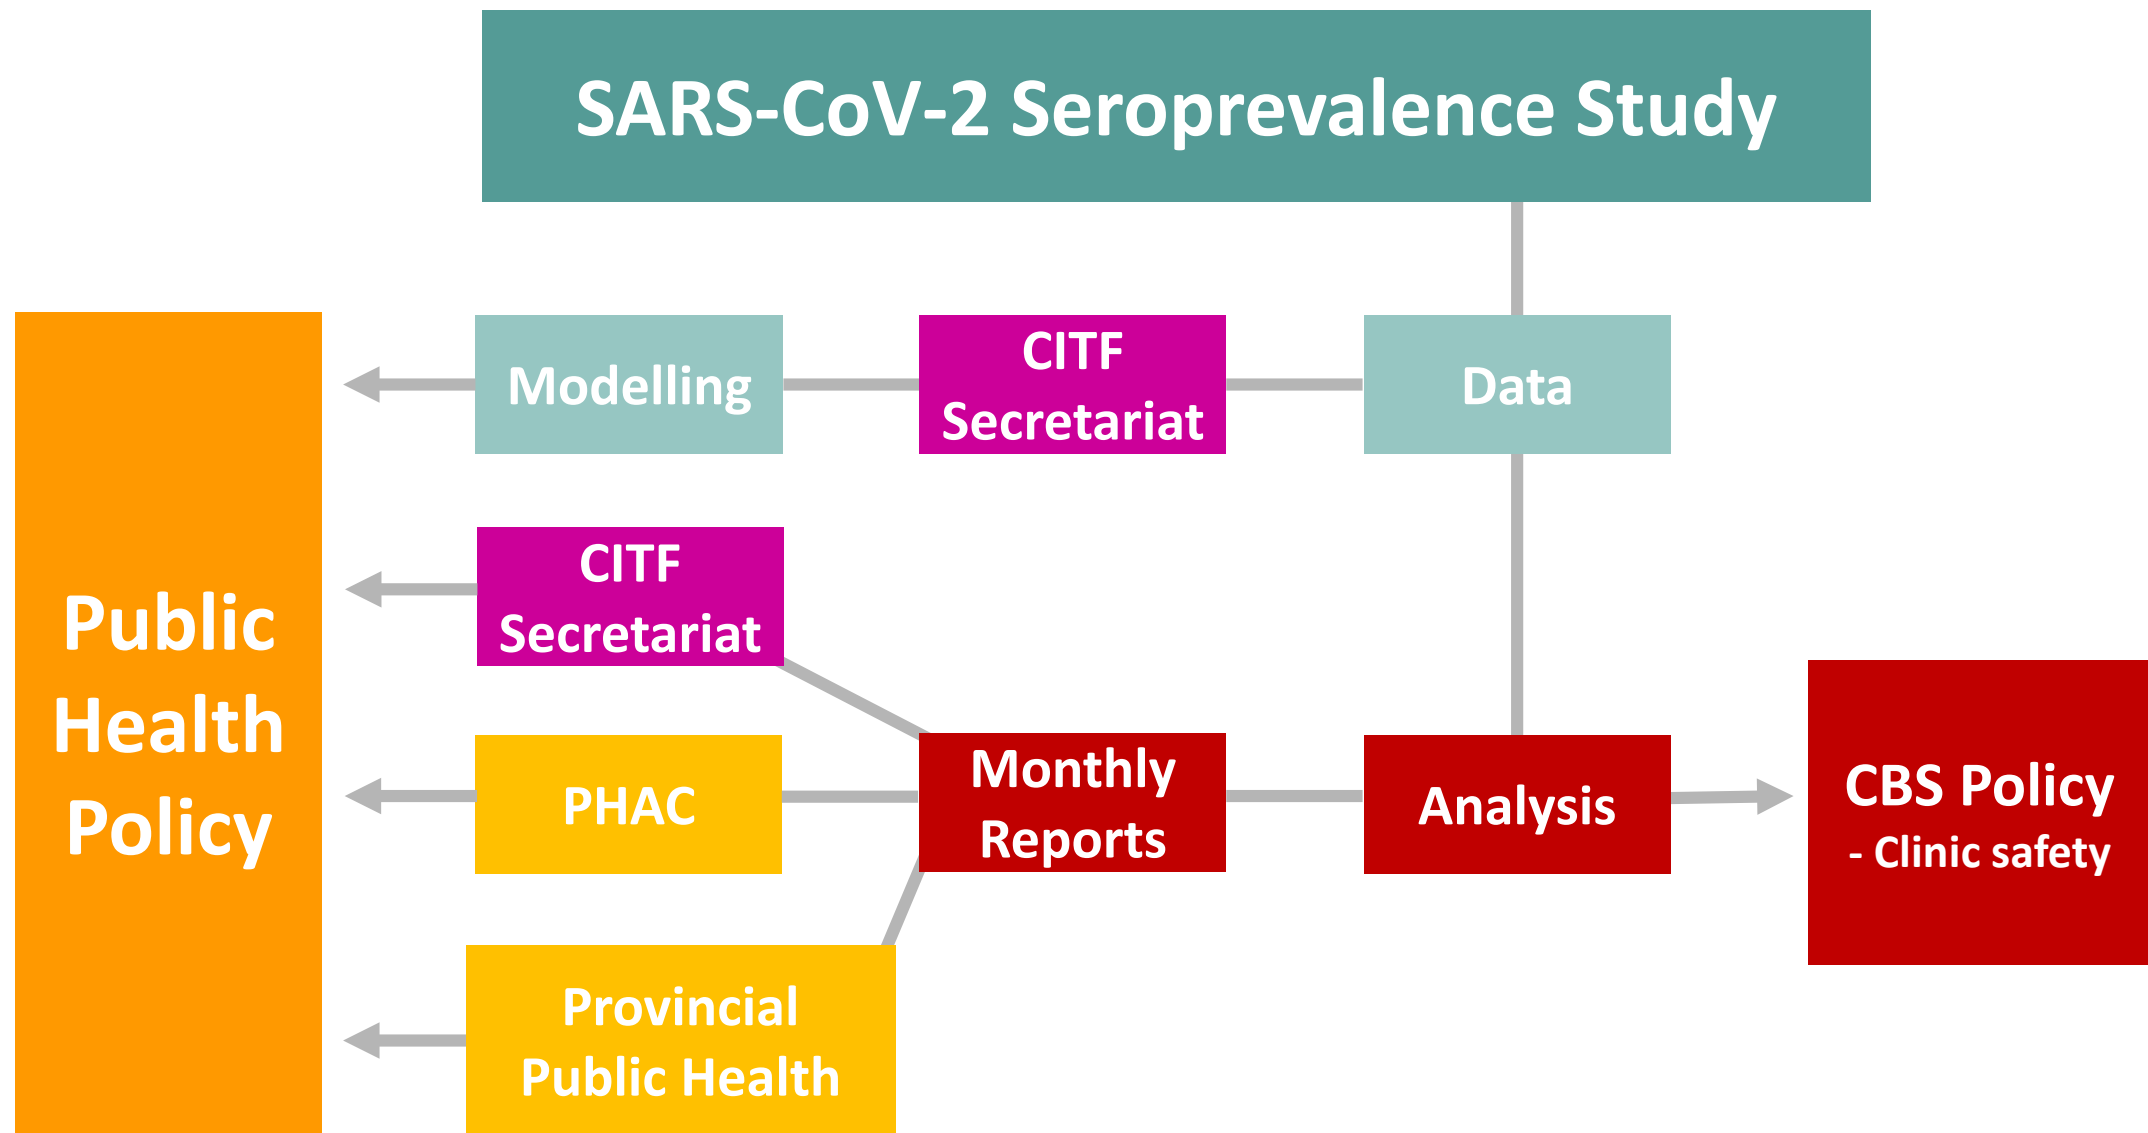 SARS-CoV-2 Seroprevalence Study
Modelling
CITF
Secretariat
Data
CITF
Secretariat
Public
Health
Policy
PHAC
Monthly
Reports
Analysis
CBS Policy
- Clinic safety
Provincial
Public Health